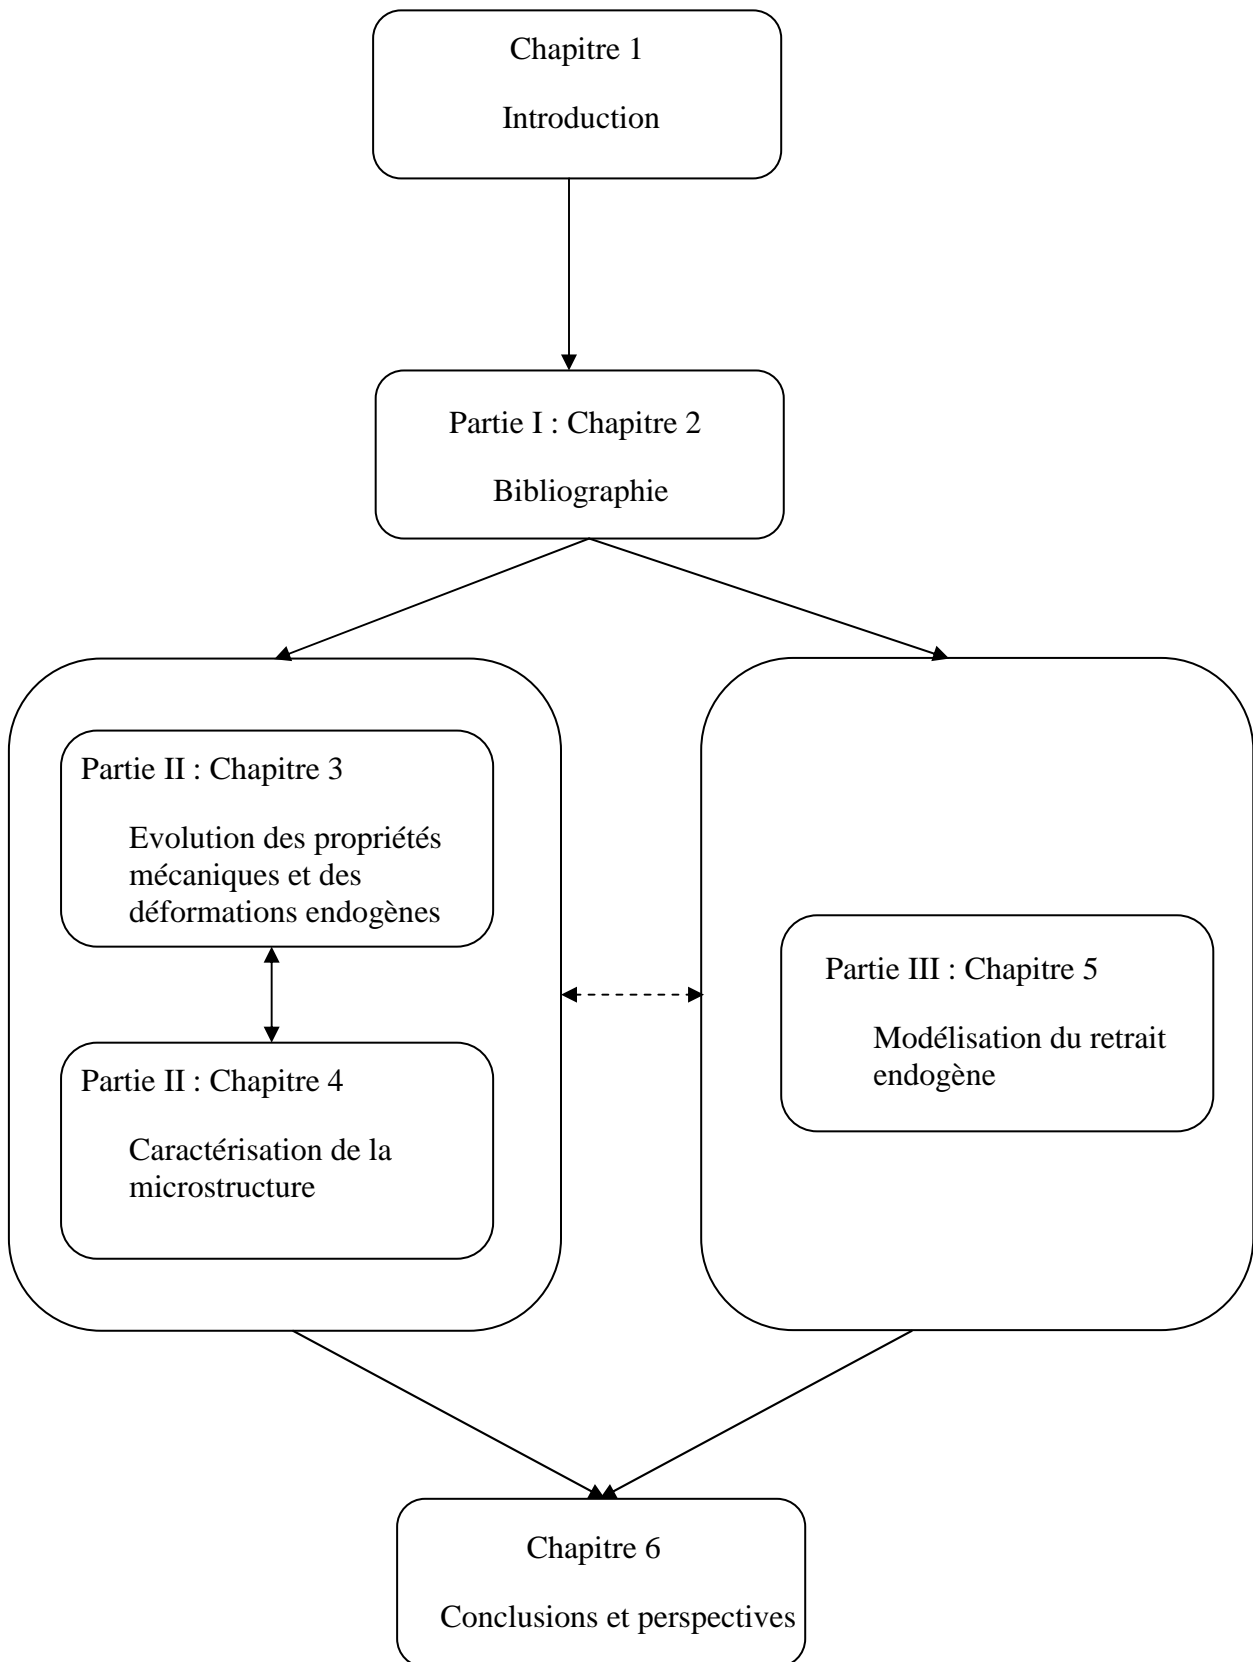 Chapitre 1
Introduction
Partie I : Chapitre 2
Bibliographie
Partie II : Chapitre 3
Evolution des propriétés
mécaniques et des
déformations endogènes
Partie II : Chapitre 4
Caractérisation de la
microstructure
Partie III : Chapitre 5
Modélisation du retrait
endogène
Chapitre 6
Conclusions et perspectives